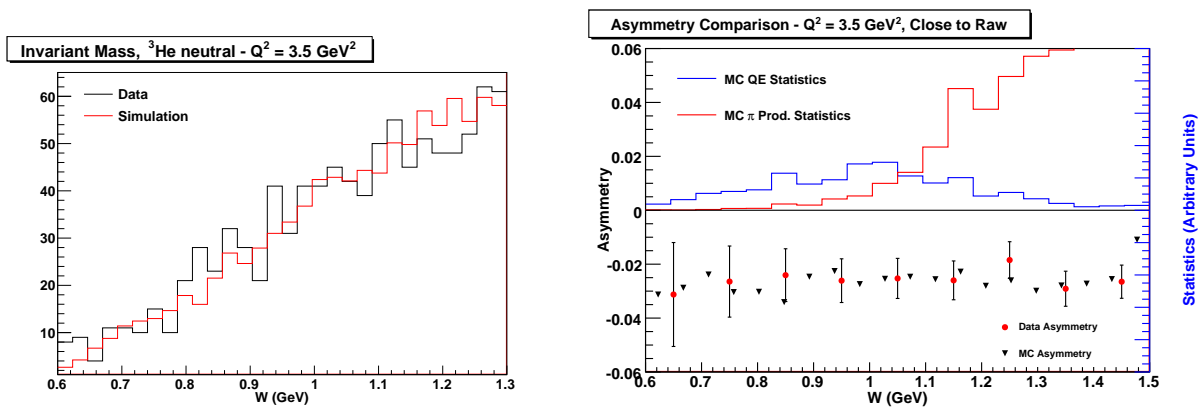 Invariant Mass, ³He neutral - Q² = 3.5 GeV²
Data
Simulation
60
50
40
30
20
10
0.6 0.7 0.8 0.9 1 1.1 1.2 1.3
W (GeV)
Asymmetry Comparison - Q² = 3.5 GeV², Close to Raw
MC QE Statistics
MC π Prod. Statistics
0.06
0.04
0.02
0
-0.02
-0.04
-0.06
Asymmetry
Data Asymmetry
MC Asymmetry
0.6 0.7 0.8 0.9 1 1.1 1.2 1.3 1.4 1.5
W (GeV)
Statistics (Arbitrary Units)